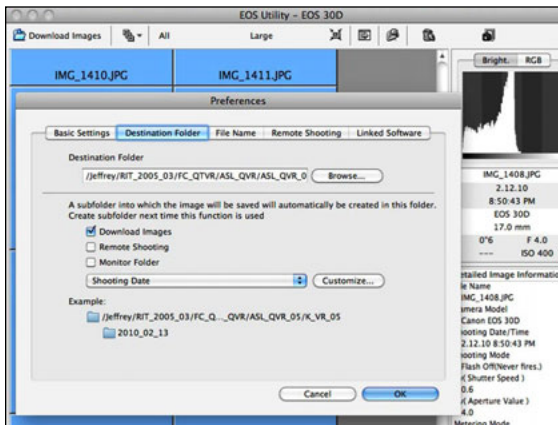 EOS Utility - EOS 30D
Download Images All Large
IMG_1410.JPG IMG_1411.JPG
Bright. RGB
Preferences
Basic Settings Destination Folder File Name Remote Shooting Linked Software
Destination Folder
/Jeffrey/RIT_2005_03/FC_QTVR/ASL_QVR/ASL_QVR_0 Browse...
A subfolder into which the image will be saved will automatically be created in this folder.
Create subfolder next time this function is used
Download Images
Remote Shooting
Monitor Folder
Shooting Date Customize...
Example:
/Jeffrey/RIT_2005_03/FC_Q..._QVR/ASL_QVR_05/K_VR_05
2010_02_13
Cancel OK
IMG_1408.JPG
2.12.10
8:50:43 PM
EOS 30D
17.0 mm
0"6 F 4.0
--- ISO 400
etailed Image Informatio
le Name
IMG_1408.JPG
amera Model
Canon EOS 30D
ooting Date/Time
2.12.10 8:50:43 PM
ooting Mode
Flash Off(Never fires.)
( Shutter Speed )
0.6
( Aperture Value )
4.0
Metering Mode